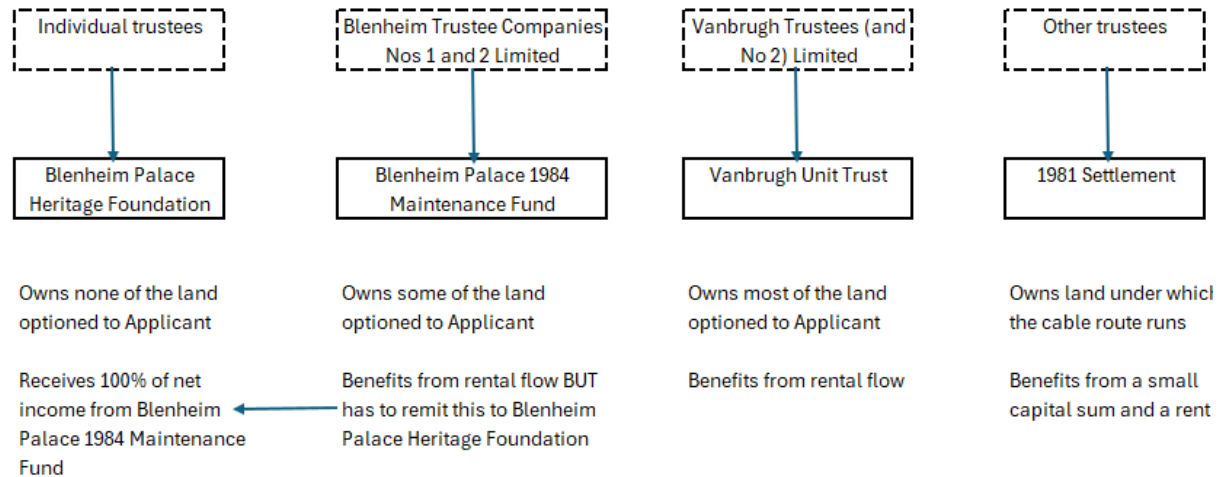 Individual trustees
Blenheim Trustee Companies
Nos 1 and 2 Limited
Vanbrugh Trustees (and
No 2) Limited
Other trustees
Blenheim Palace
Heritage Foundation
Blenheim Palace 1984
Maintenance Fund
Vanbrugh Unit Trust
1981 Settlement
Owns none of the land
optioned to Applicant
Owns some of the land
optioned to Applicant
Owns most of the land
optioned to Applicant
Owns land under which
the cable route runs
Receives 100% of net
income from Blenheim
Palace 1984 Maintenance
Fund
Benefits from rental flow BUT
has to remit this to Blenheim
Palace Heritage Foundation
Benefits from rental flow
Benefits from a small
capital sum and a rent